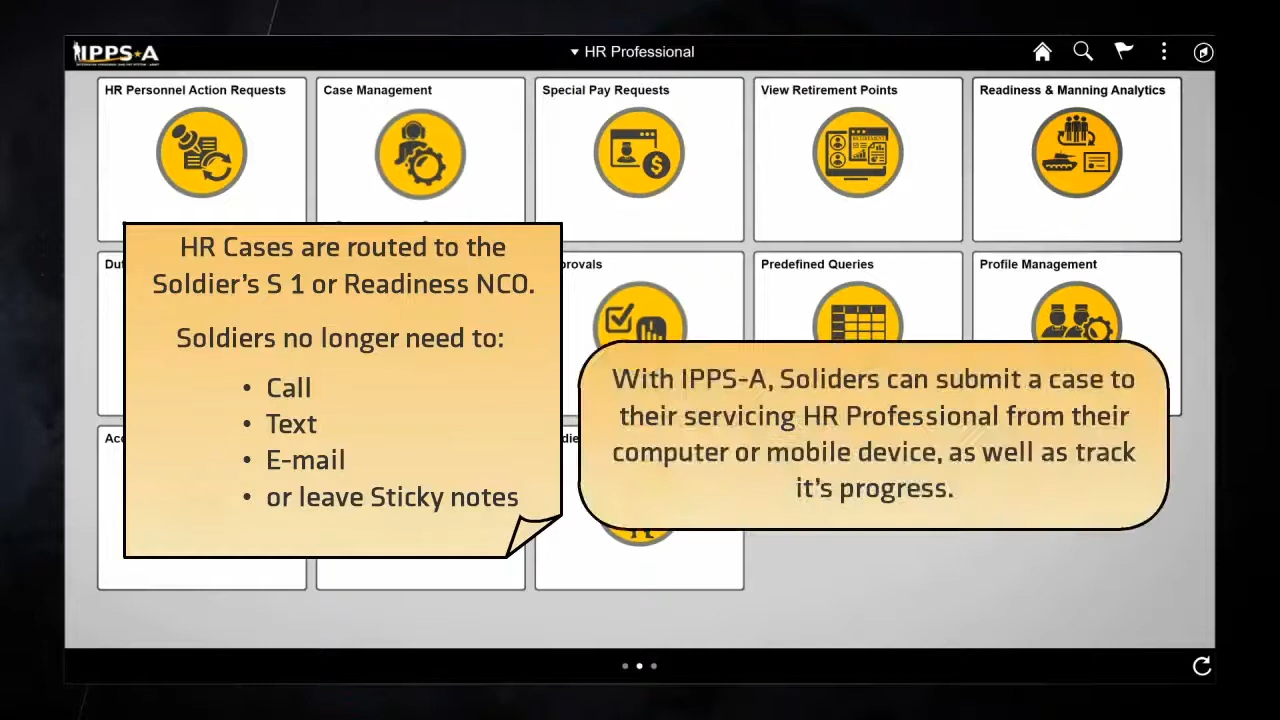 IPPS-A
HR Professional
HR Personnel Action Requests
Case Management
Special Pay Requests
View Retirement Points
Readiness & Manning Analytics
Predefined Queries
Profile Management
HR Cases are routed to the
Soldier's S 1 or Readiness NCO.
Soldiers no longer need to:
• Call
• Text
• E-mail
• or leave Sticky notes
With IPPS-A, Soliders can submit a case to
their servicing HR Professional from their
computer or mobile device, as well as track
it's progress.